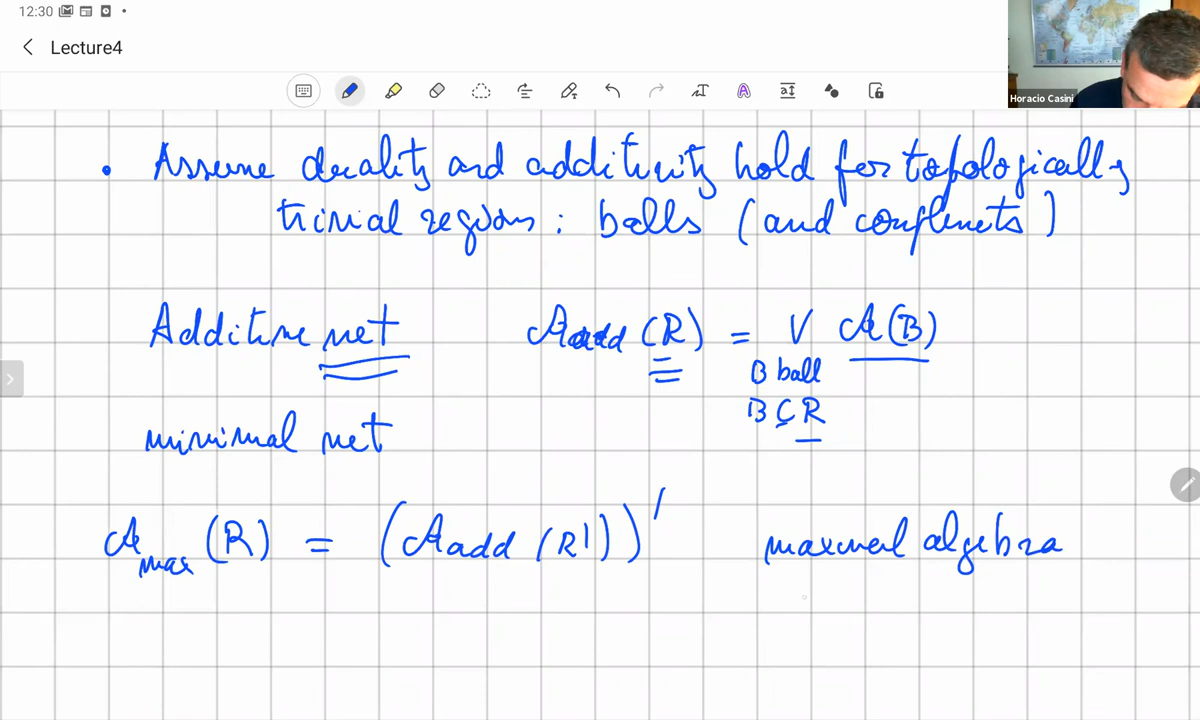 12:30
Lecture4
Horacio Casini
• Assume duality and additivity hold for topologically
trivial regions : balls (and complements)
Additive net   Aadd (R) = V A(B)
B ball
B ⊆ R
minimal net
A max (R) = (Aadd (R'))'   maximal algebra